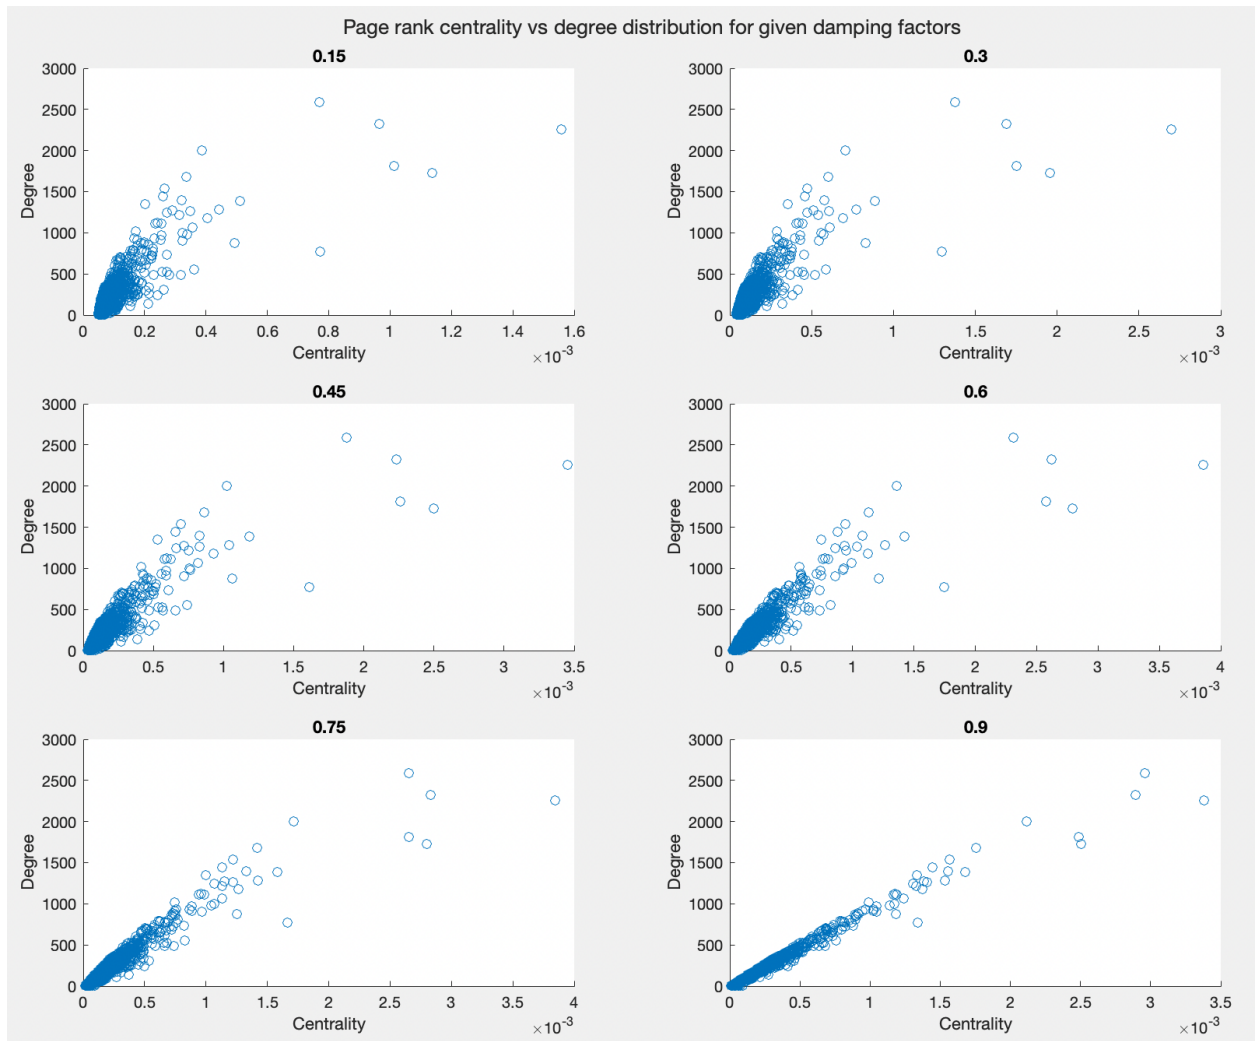 Page rank centrality vs degree distribution for given damping factors
0.15
3000
2500
2000
1500
1000
500
0
Degree
0 0.2 0.4 0.6 0.8 1 1.2 1.4 1.6
Centrality
×10-3
0.3
3000
2500
2000
1500
1000
500
0
Degree
0 0.5 1 1.5 2 2.5 3
Centrality
×10-3
0.45
3000
2500
2000
1500
1000
500
0
Degree
0 0.5 1 1.5 2 2.5 3 3.5
Centrality
×10-3
0.6
3000
2500
2000
1500
1000
500
0
Degree
0 0.5 1 1.5 2 2.5 3 3.5 4
Centrality
×10-3
0.75
3000
2500
2000
1500
1000
500
0
Degree
0 0.5 1 1.5 2 2.5 3 3.5 4
Centrality
×10-3
0.9
3000
2500
2000
1500
1000
500
0
Degree
0 0.5 1 1.5 2 2.5 3 3.5
Centrality
×10-3